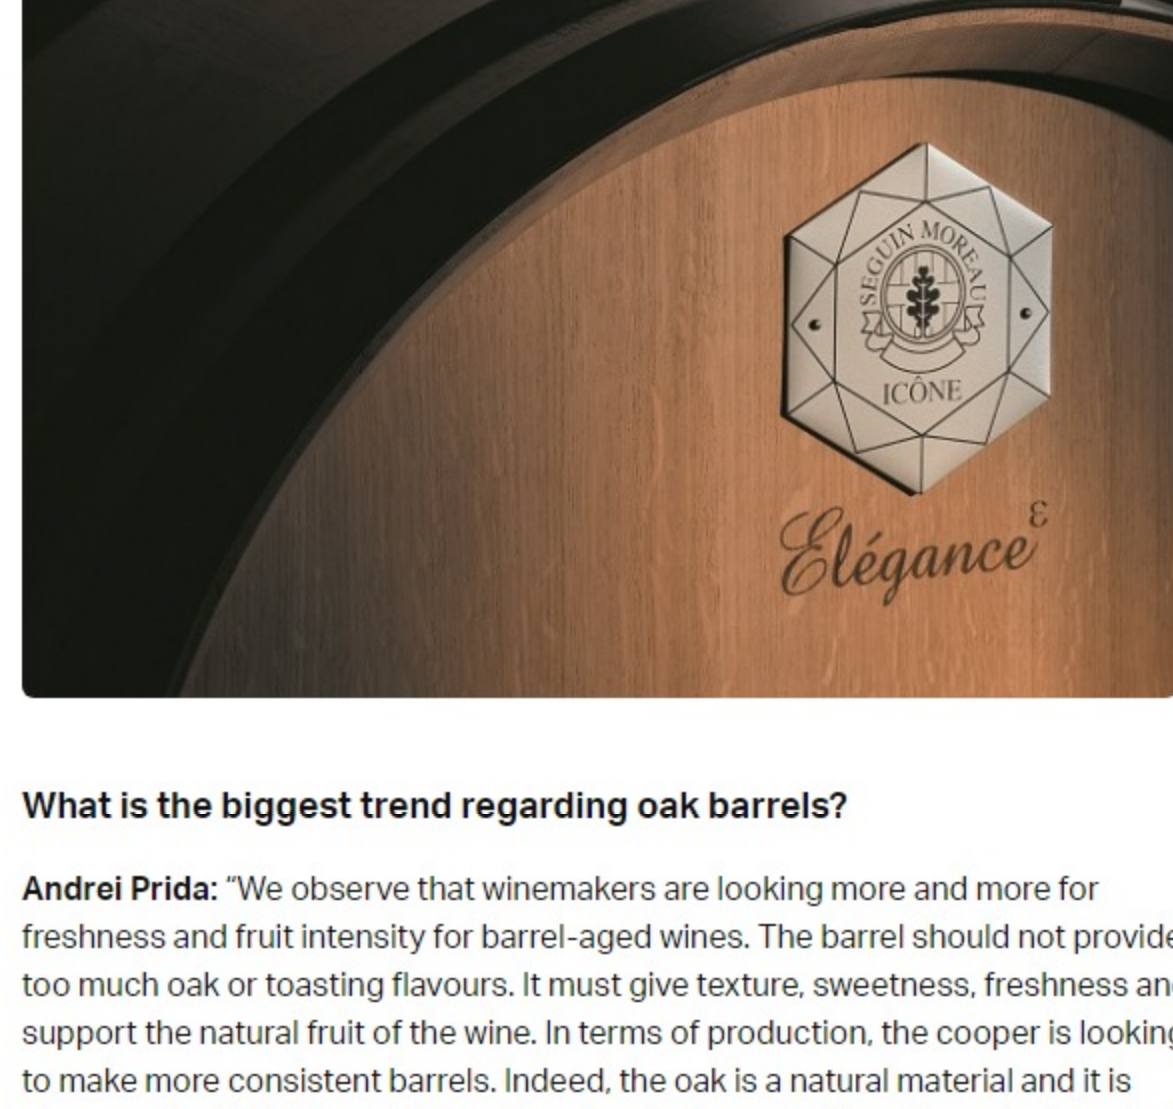 SEGUIN MOREAU
ICÔNE
Elégance ε
What is the biggest trend regarding oak barrels?
Andrei Prida: “We observe that winemakers are looking more and more for
freshness and fruit intensity for barrel-aged wines. The barrel should not provide
too much oak or toasting flavours. It must give texture, sweetness, freshness an
support the natural fruit of the wine. In terms of production, the cooper is looking
to make more consistent barrels. Indeed, the oak is a natural material and it is